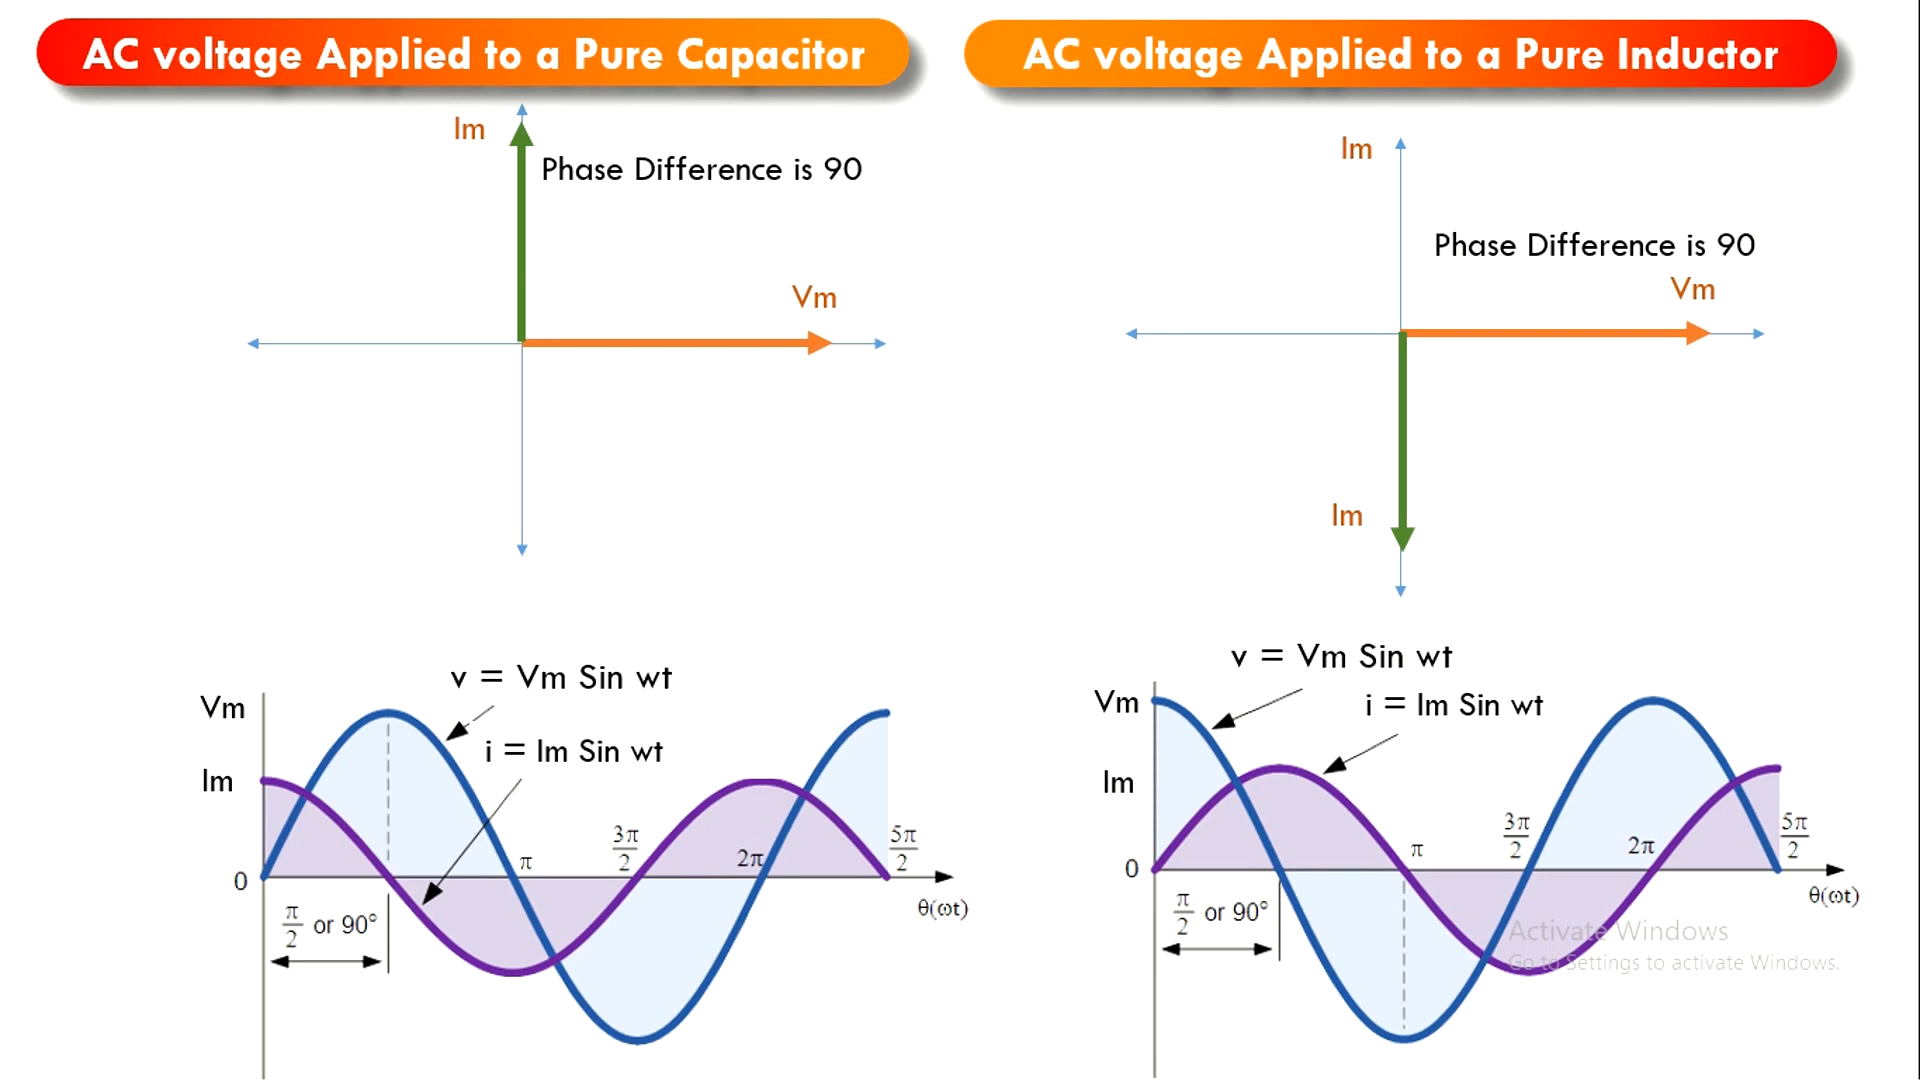 AC voltage Applied to a Pure Capacitor
Im
Phase Difference is 90
Vm
v = Vm Sin wt
Vm
i = Im Sin wt
Im
3π/2
5π/2
π
2π
0
θ(ωt)
π/2 or 90°
AC voltage Applied to a Pure Inductor
Im
Phase Difference is 90
Vm
Im
v = Vm Sin wt
Vm
i = Im Sin wt
Im
3π/2
5π/2
π
2π
0
θ(ωt)
π/2 or 90°
Activate Windows
Go to Settings to activate Windows.